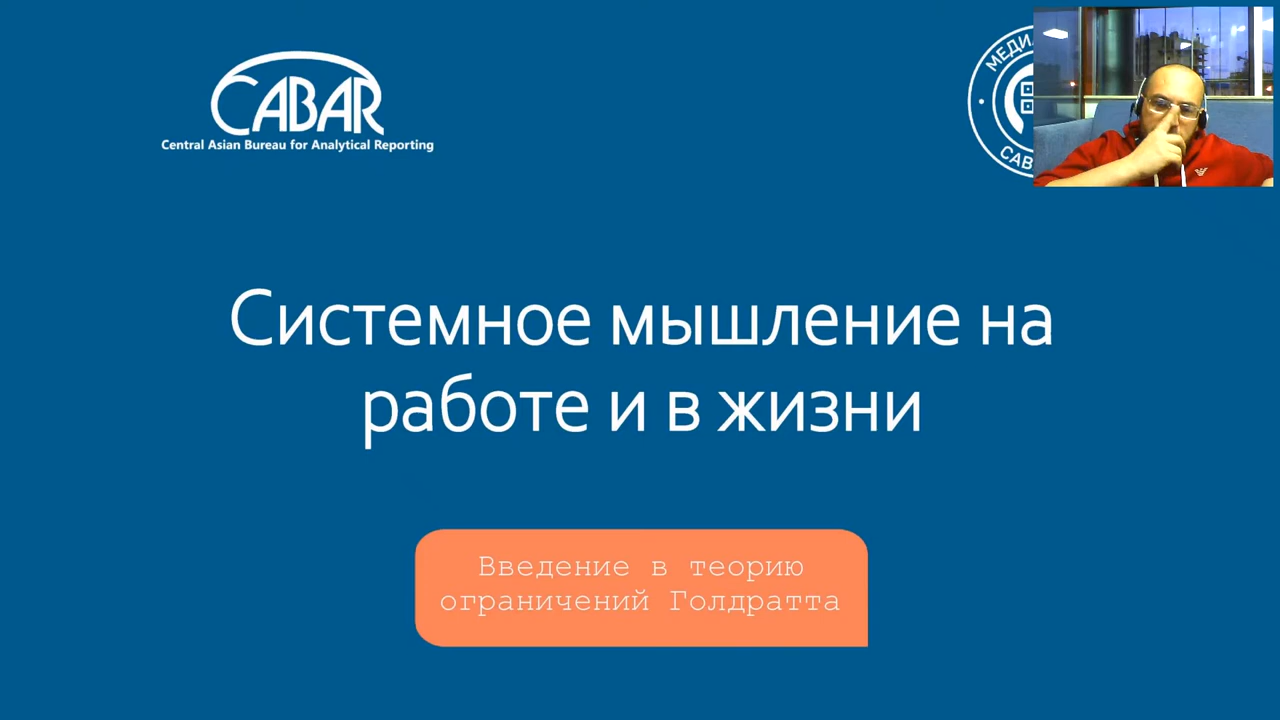 CABAR
Central Asian Bureau for Analytical Reporting
Системное мышление на
работе и в жизни
Введение в теорию
ограничений Голдратта